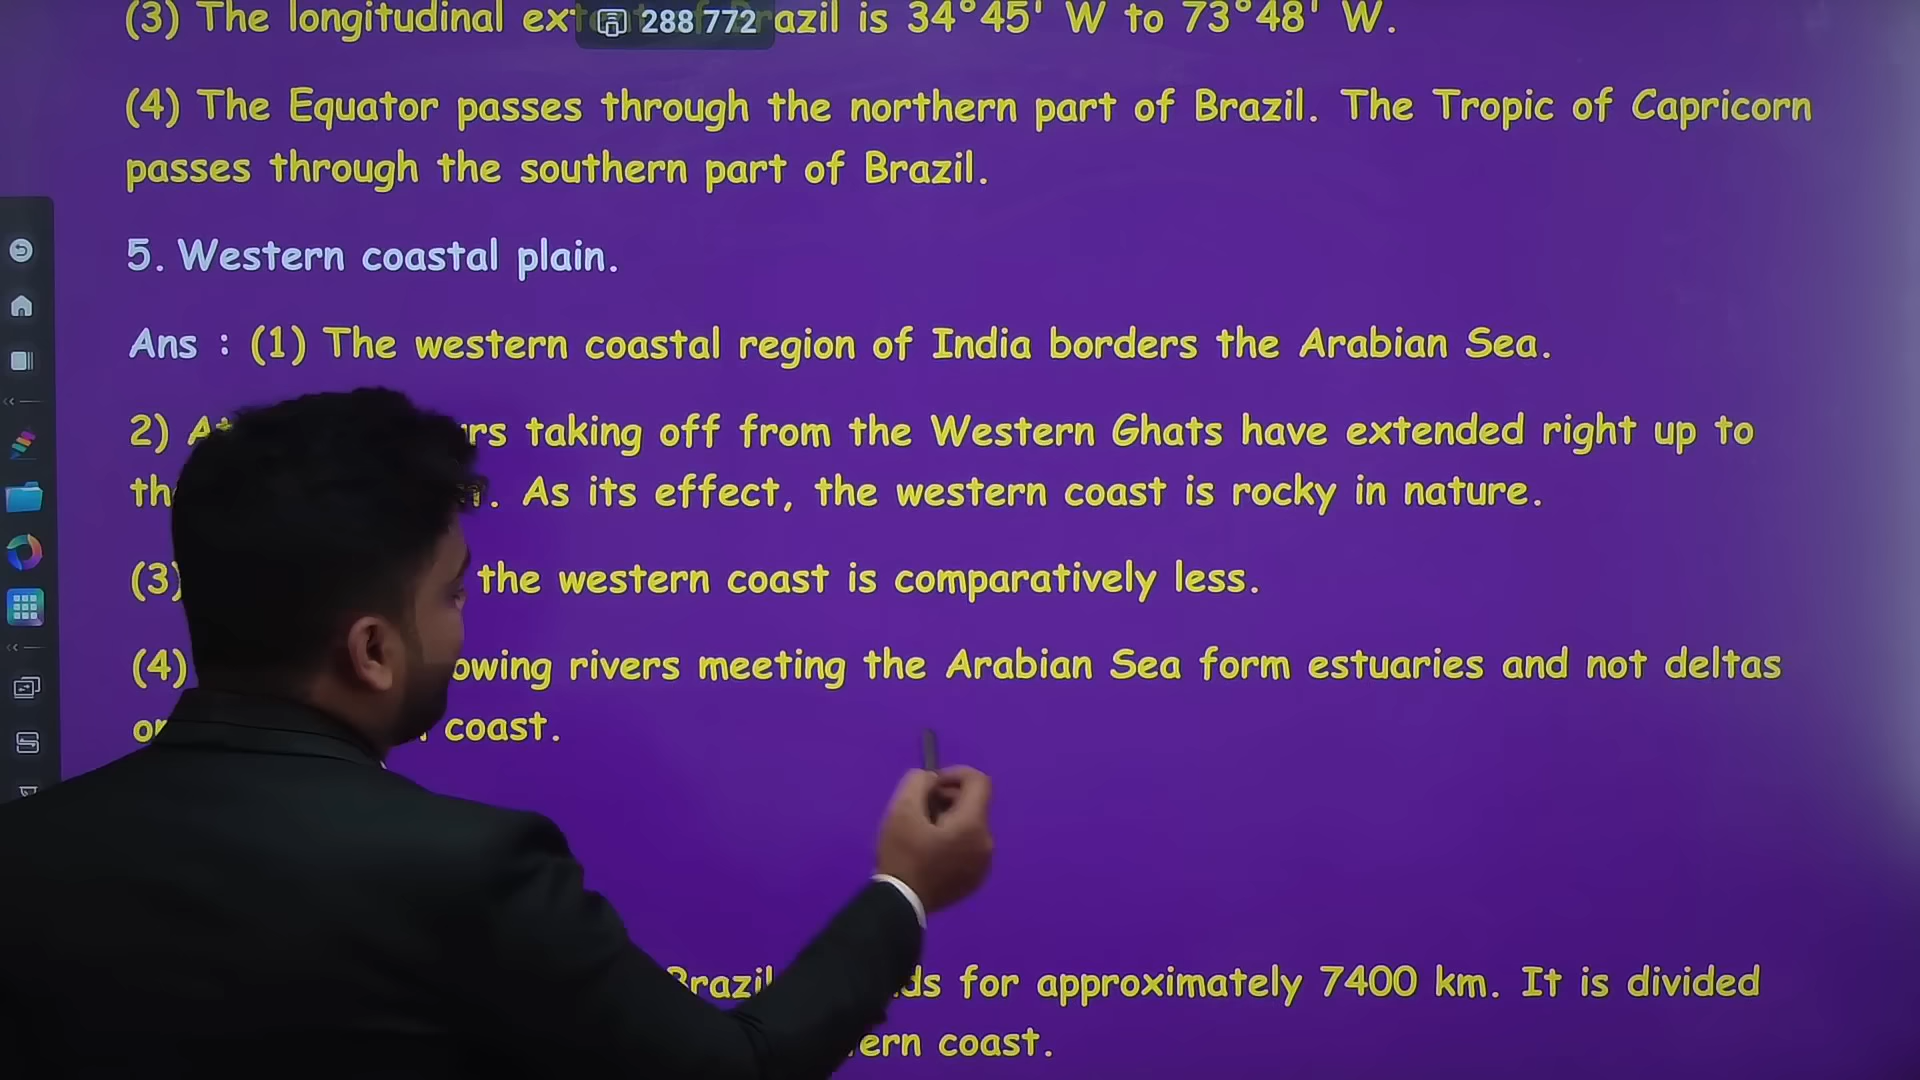 (3) The longitudinal ext 288 772 azil is 34°45' W to 73°48' W.
(4) The Equator passes through the northern part of Brazil. The Tropic of Capricorn
passes through the southern part of Brazil.
5. Western coastal plain.
Ans : (1) The western coastal region of India borders the Arabian Sea.
2) taking off from the Western Ghats have extended right up to
As its effect, the western coast is rocky in nature.
(3) the western coast is comparatively less.
(4) owing rivers meeting the Arabian Sea form estuaries and not deltas
coast.
Brazil ds for approximately 7400 km. It is divided
ern coast.